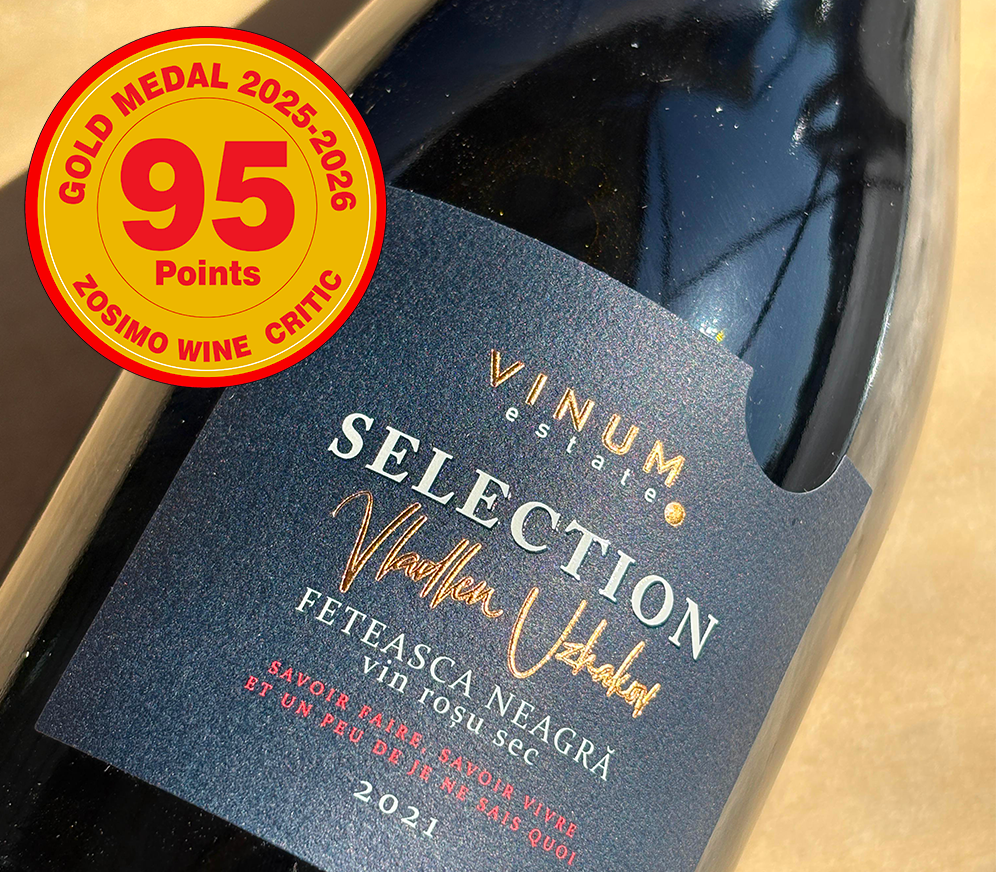 GOLD MEDAL 2025-2026
95
Points
ZOSIMO WINE CRITIC
VINUM
estate
SELECTION
Vladlen Uzhakov
FETEASCA NEAGRĂ
vin roșu sec
SAVOIR FAIRE, SAVOIR VIVRE
ET UN PEU DE JE NE SAIS QUOI
2021